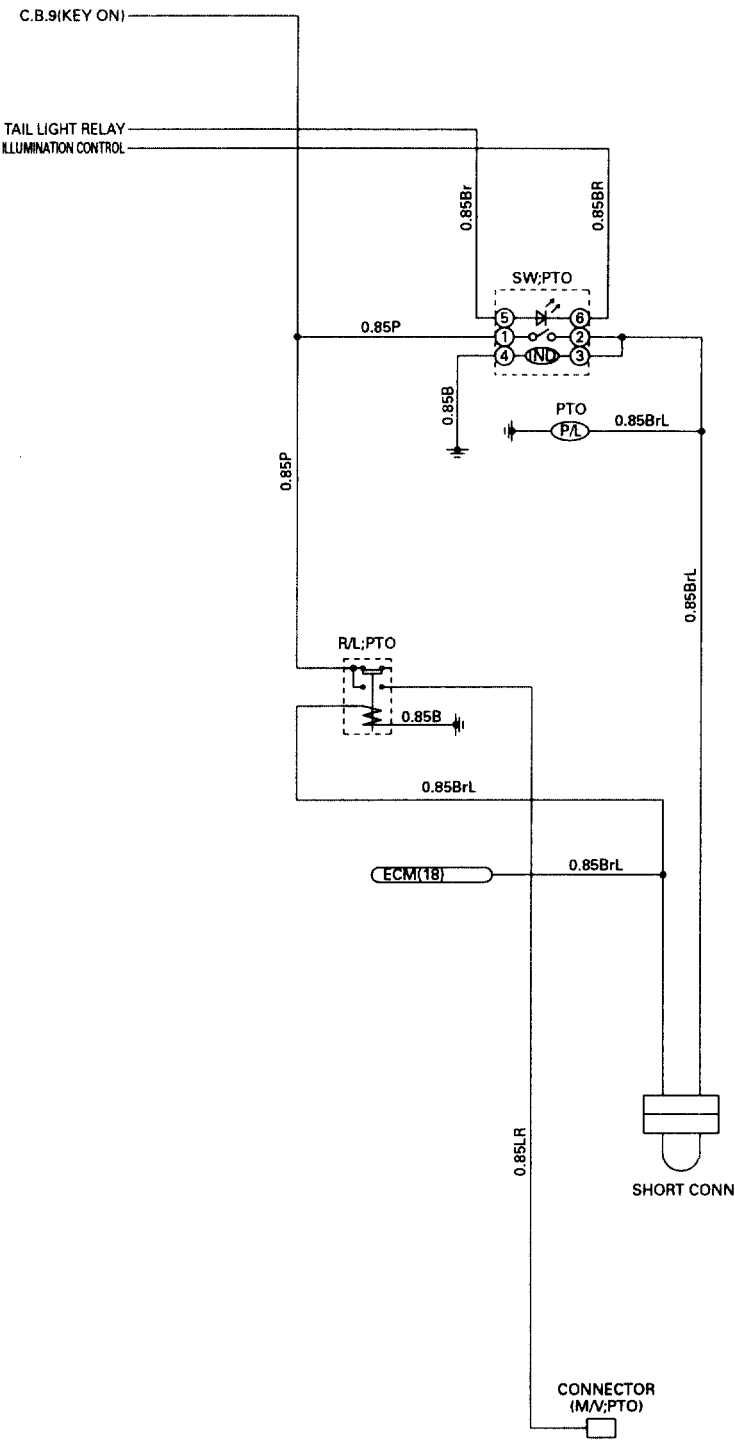 C.B.9(KEY ON)
TAIL LIGHT RELAY
ILLUMINATION CONTROL
0.85Br
0.85BR
SW;PTO
5
6
0.85P
1
2
4
IND
3
0.85B
PTO
P/L
0.85BrL
0.85P
0.85BrL
R/L;PTO
0.85B
0.85BrL
ECM(18)
0.85BrL
0.85LR
SHORT CONN
CONNECTOR
(M/V;PTO)